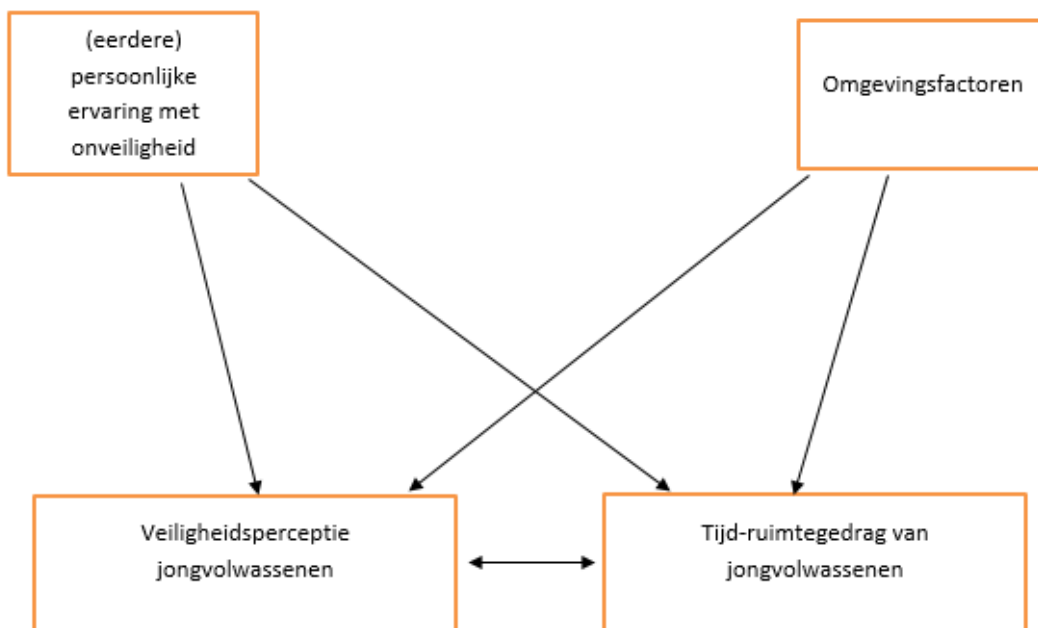 (eerdere)
persoonlijke
ervaring met
onveiligheid
Omgevingsfactoren
Veiligheidsperceptie
jongvolwassenen
Tijd-ruimtegedrag van
jongvolwassenen